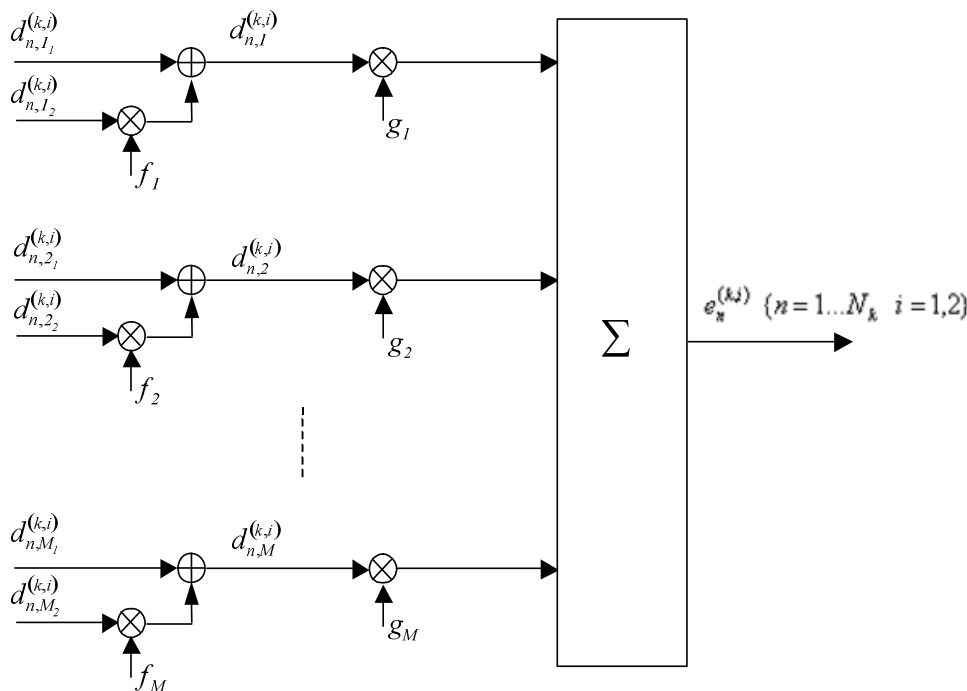 d_{n,1_1}^{(k,i)}
d_{n,1}^{(k,i)}
d_{n,1_2}^{(k,i)}
g_1
f_1
d_{n,2_1}^{(k,i)}
d_{n,2}^{(k,i)}
d_{n,2_2}^{(k,i)}
g_2
f_2
Σ
e_n^{(k,i)} {n = 1...N_k i = 1,2}
d_{n,M_1}^{(k,i)}
d_{n,M}^{(k,i)}
d_{n,M_2}^{(k,i)}
g_M
f_M